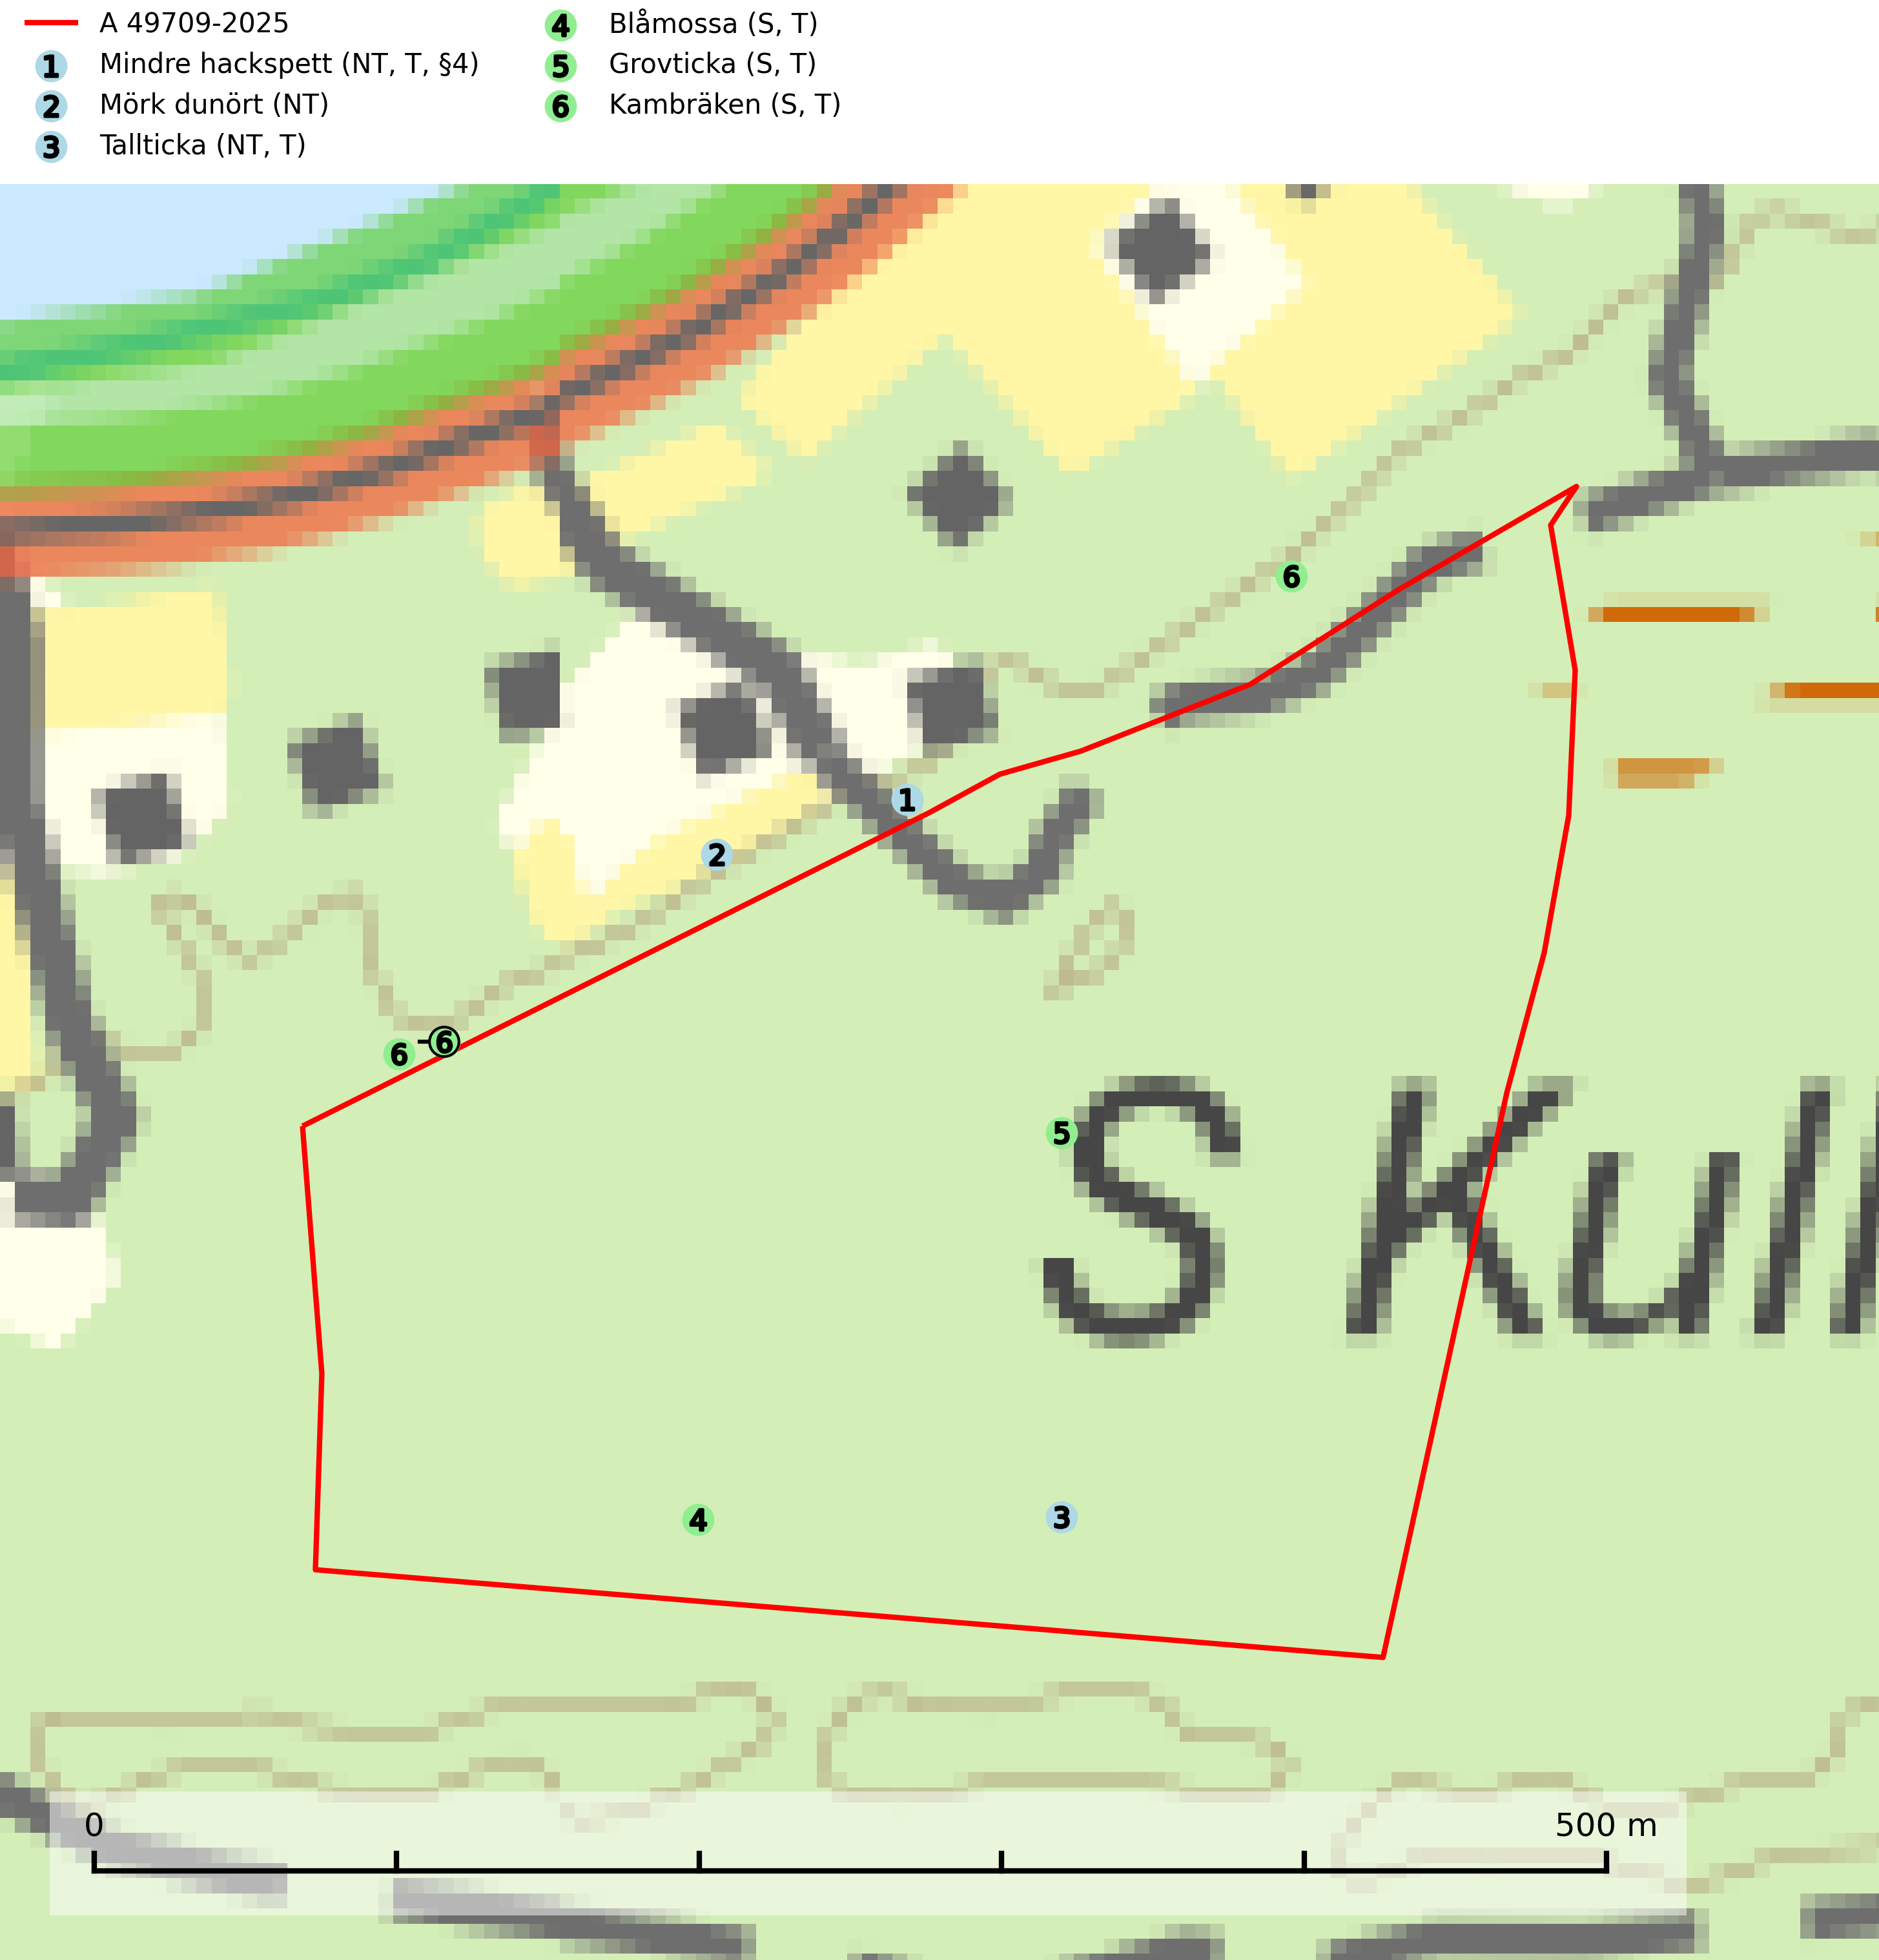 A 49709-2025
1 Mindre hackspett (NT, T, §4)
2 Mörk dunört (NT)
3 Tallticka (NT, T)
4 Blåmossa (S, T)
5 Grovticka (S, T)
6 Kambräken (S, T)
6
1
2
6 6
5
S Kull
4
3
0 500 m